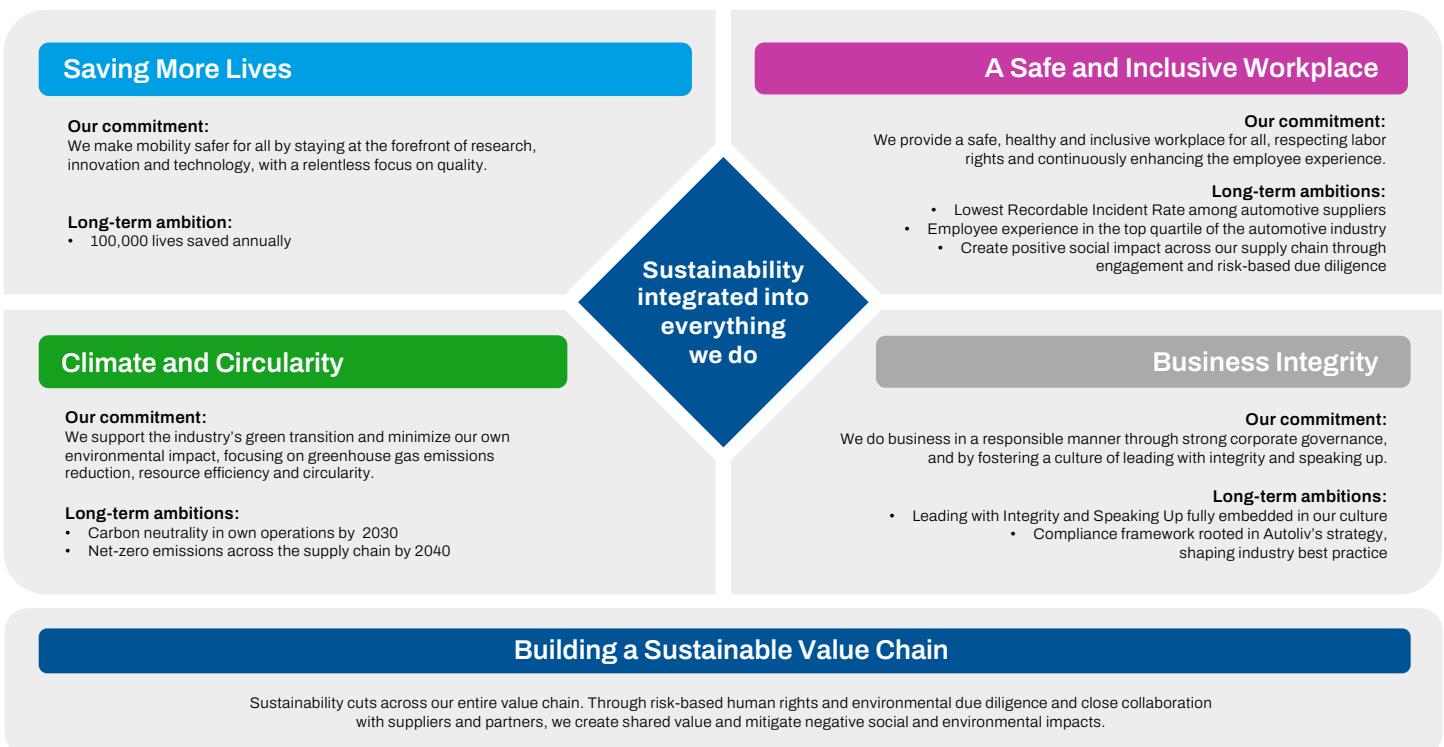 Saving More Lives
Our commitment:
We make mobility safer for all by staying at the forefront of research,
innovation and technology, with a relentless focus on quality.
Long-term ambition:
• 100,000 lives saved annually
A Safe and Inclusive Workplace
Our commitment:
We provide a safe, healthy and inclusive workplace for all, respecting labor
rights and continuously enhancing the employee experience.
Long-term ambitions:
• Lowest Recordable Incident Rate among automotive suppliers
• Employee experience in the top quartile of the automotive industry
• Create positive social impact across our supply chain through
engagement and risk-based due diligence
Sustainability
integrated into
everything
we do
Climate and Circularity
Our commitment:
We support the industry’s green transition and minimize our own
environmental impact, focusing on greenhouse gas emissions
reduction, resource efficiency and circularity.
Long-term ambitions:
• Carbon neutrality in own operations by 2030
• Net-zero emissions across the supply chain by 2040
Business Integrity
Our commitment:
We do business in a responsible manner through strong corporate governance,
and by fostering a culture of leading with integrity and speaking up.
Long-term ambitions:
• Leading with Integrity and Speaking Up fully embedded in our culture
• Compliance framework rooted in Autoliv’s strategy,
shaping industry best practice
Building a Sustainable Value Chain
Sustainability cuts across our entire value chain. Through risk-based human rights and environmental due diligence and close collaboration
with suppliers and partners, we create shared value and mitigate negative social and environmental impacts.